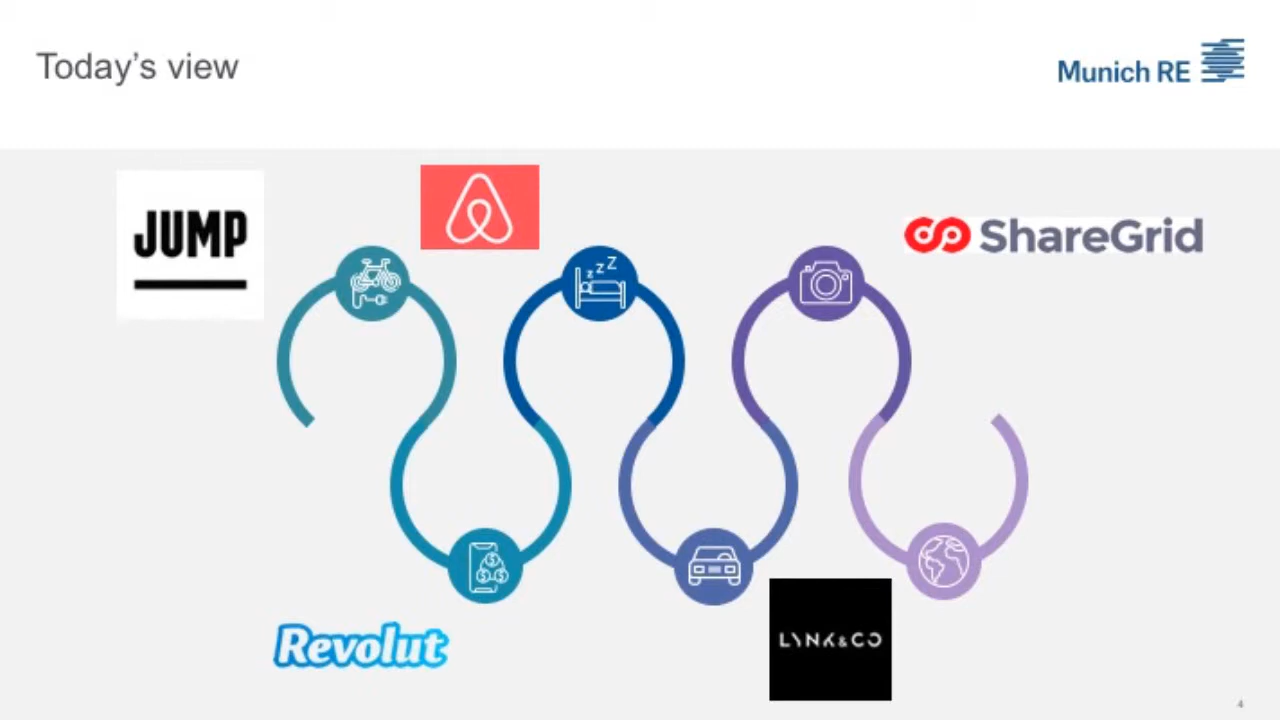 Today's view
Munich RE
JUMP
ShareGrid
z z Z
Revolut
LYNK&CO
4